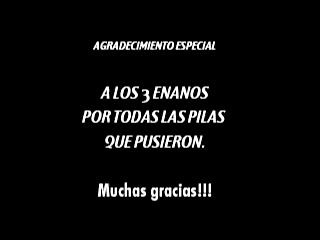 AGRADECIMIENTO ESPECIAL
A LOS 3 ENANOS
POR TODAS LAS PILAS
QUE PUSIERON.
Muchas gracias!!!